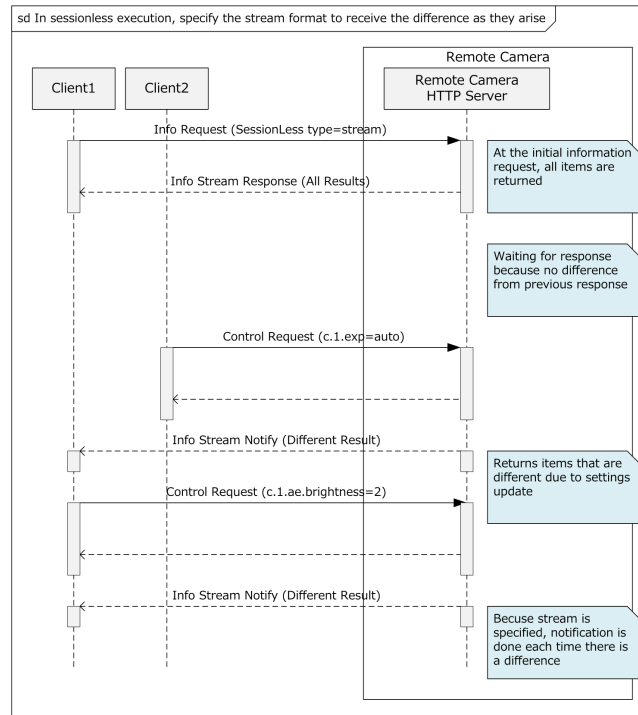 sd In sessionless execution, specify the stream format to receive the difference as they arise
Remote Camera
Client1
Client2
Remote Camera
HTTP Server
Info Request (SessionLess type=stream)
At the initial information
request, all items are
returned
Info Stream Response (All Results)
Waiting for response
because no difference
from previous response
Control Request (c.1.exp=auto)
Info Stream Notify (Different Result)
Returns items that are
different due to settings
update
Control Request (c.1.ae.brightness=2)
Info Stream Notify (Different Result)
Becuse stream is
specified, notification is
done each time there is
a difference